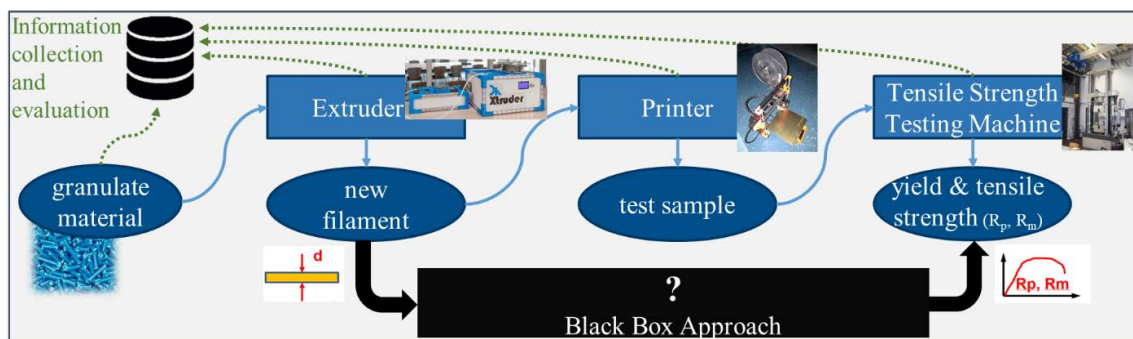 Information
collection
and
evaluation
Extruder
Xtruder
Printer
Tensile Strength
Testing Machine
granulate
material
new
filament
test sample
yield & tensile
strength (Rp, Rm)
d
?
Black Box Approach
Rp, Rm